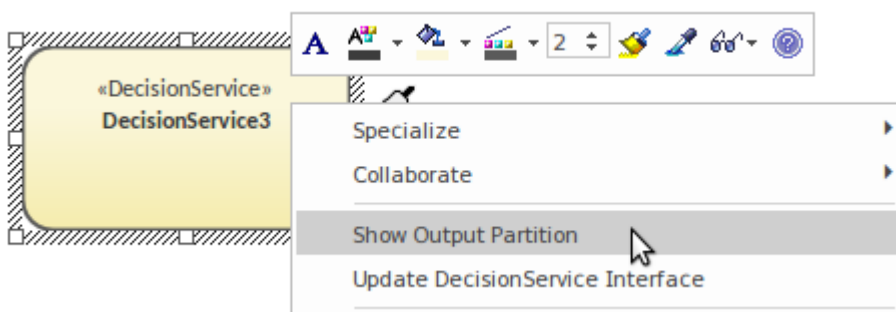 A A 2 ?
«DecisionService»
DecisionService3
Specialize
Collaborate
Show Output Partition
Update DecisionService Interface